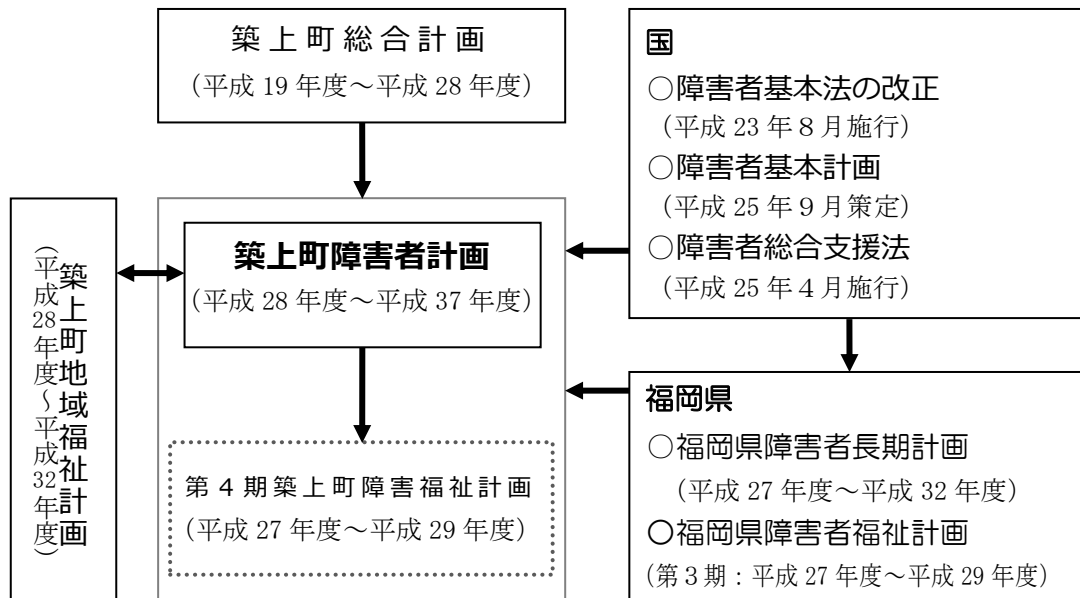 築上町総合計画
（平成 19 年度～平成 28 年度）
国
○障害者基本法の改正
（平成 23 年８月施行）
○障害者基本計画
（平成 25 年９月策定）
○障害者総合支援法
（平成 25 年４月施行）
築上町地域福祉計画
（平成28年度～平成32年度）
築上町障害者計画
（平成 28 年度～平成 37 年度）
第４期築上町障害福祉計画
（平成 27 年度～平成 29 年度）
福岡県
○福岡県障害者長期計画
（平成 27 年度～平成 32 年度）
○福岡県障害者福祉計画
（第３期：平成 27 年度～平成 29 年度）